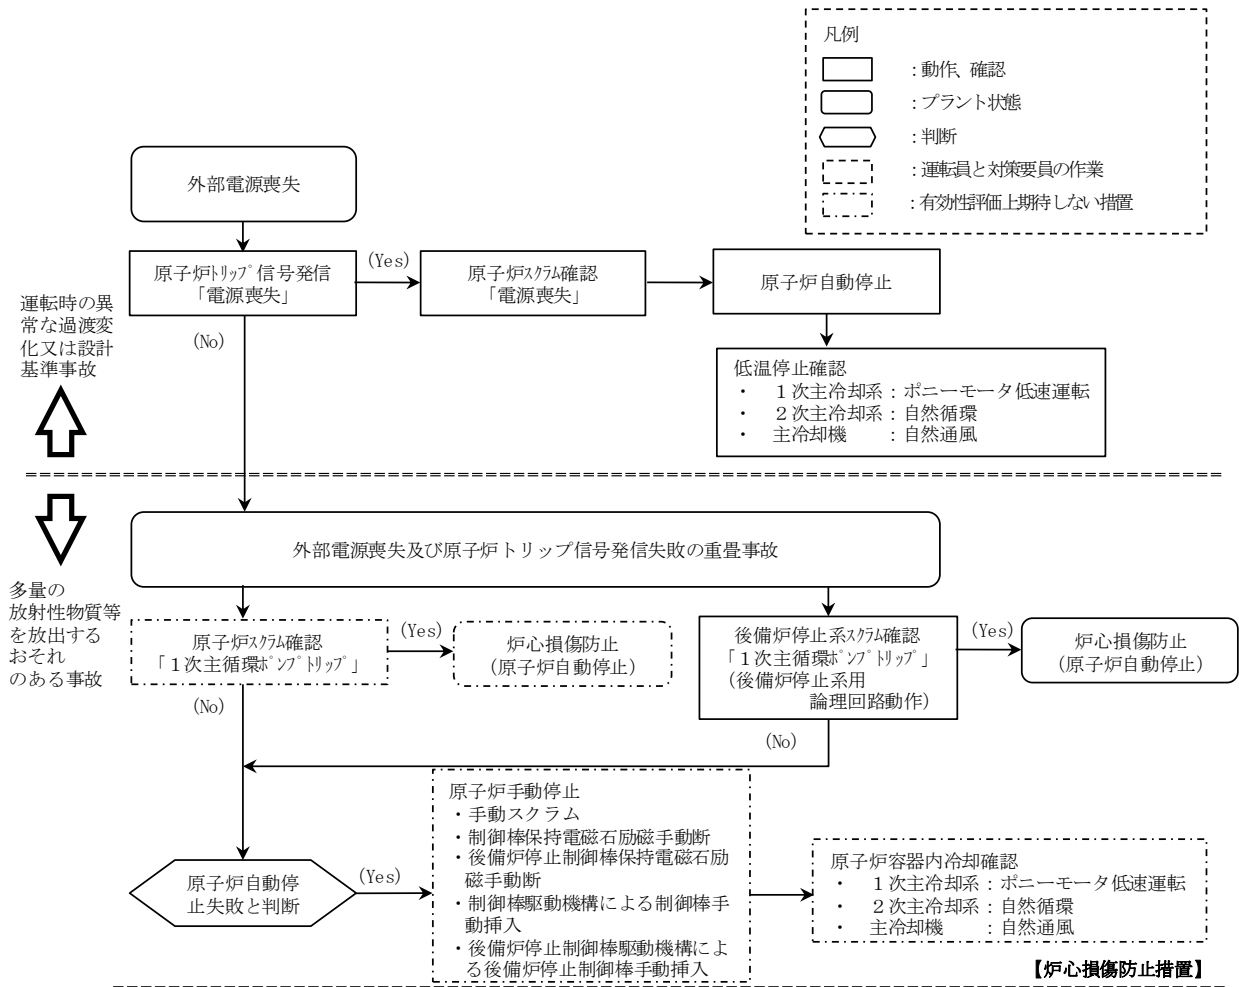 凡例
：動作、確認
：プラント状態
：判断
：運転員と対策要員の作業
：有効性評価上期待しない措置
外部電源喪失
原子炉ﾄﾘｯﾌﾟ信号発信
「電源喪失」
(Yes)
原子炉ｽｸﾗﾑ確認
「電源喪失」
原子炉自動停止
(No)
運転時の異
常な過渡変
化又は設計
基準事故
低温停止確認
・　１次主冷却系：ポニーモータ低速運転
・　２次主冷却系：自然循環
・　主冷却機　　：自然通風
外部電源喪失及び原子炉トリップ信号発信失敗の重畳事故
多量の
放射性物質等
を放出する
おそれ
のある事故
原子炉ｽｸﾗﾑ確認
「１次主循環ﾎﾟﾝﾌﾟﾄﾘｯﾌﾟ」
(Yes)
炉心損傷防止
（原子炉自動停止）
後備炉停止系ｽｸﾗﾑ確認
「１次主循環ﾎﾟﾝﾌﾟﾄﾘｯﾌﾟ」
（後備炉停止系用
論理回路動作）
(Yes)
炉心損傷防止
（原子炉自動停止）
(No)
(No)
原子炉自動停
止失敗と判断
(Yes)
原子炉手動停止
・手動スクラム
・制御棒保持電磁石励磁手動断
・後備炉停止制御棒保持電磁石励
磁手動断
・制御棒駆動機構による制御棒手
動挿入
・後備炉停止制御棒駆動機構によ
る後備炉停止制御棒手動挿入
原子炉容器内冷却確認
・　１次主冷却系：ポニーモータ低速運転
・　２次主冷却系：自然循環
・　主冷却機　　：自然通風
【炉心損傷防止措置】